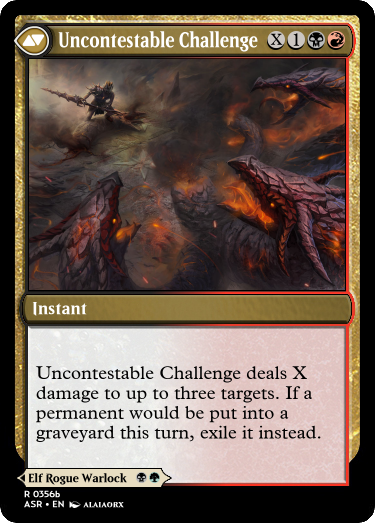 Uncontestable Challenge X 1
Instant
Uncontestable Challenge deals X
damage to up to three targets. If a
permanent would be put into a
graveyard this turn, exile it instead.
Elf Rogue Warlock
R 0356b
ASR • EN ALAIAORX